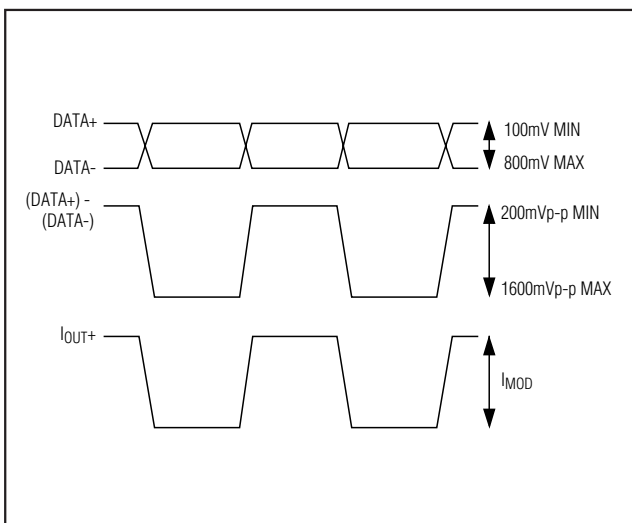 DATA+
100mV MIN
DATA-
800mV MAX
(DATA+) -
(DATA-)
200mVp-p MIN
1600mVp-p MAX
IOUT+
IMOD